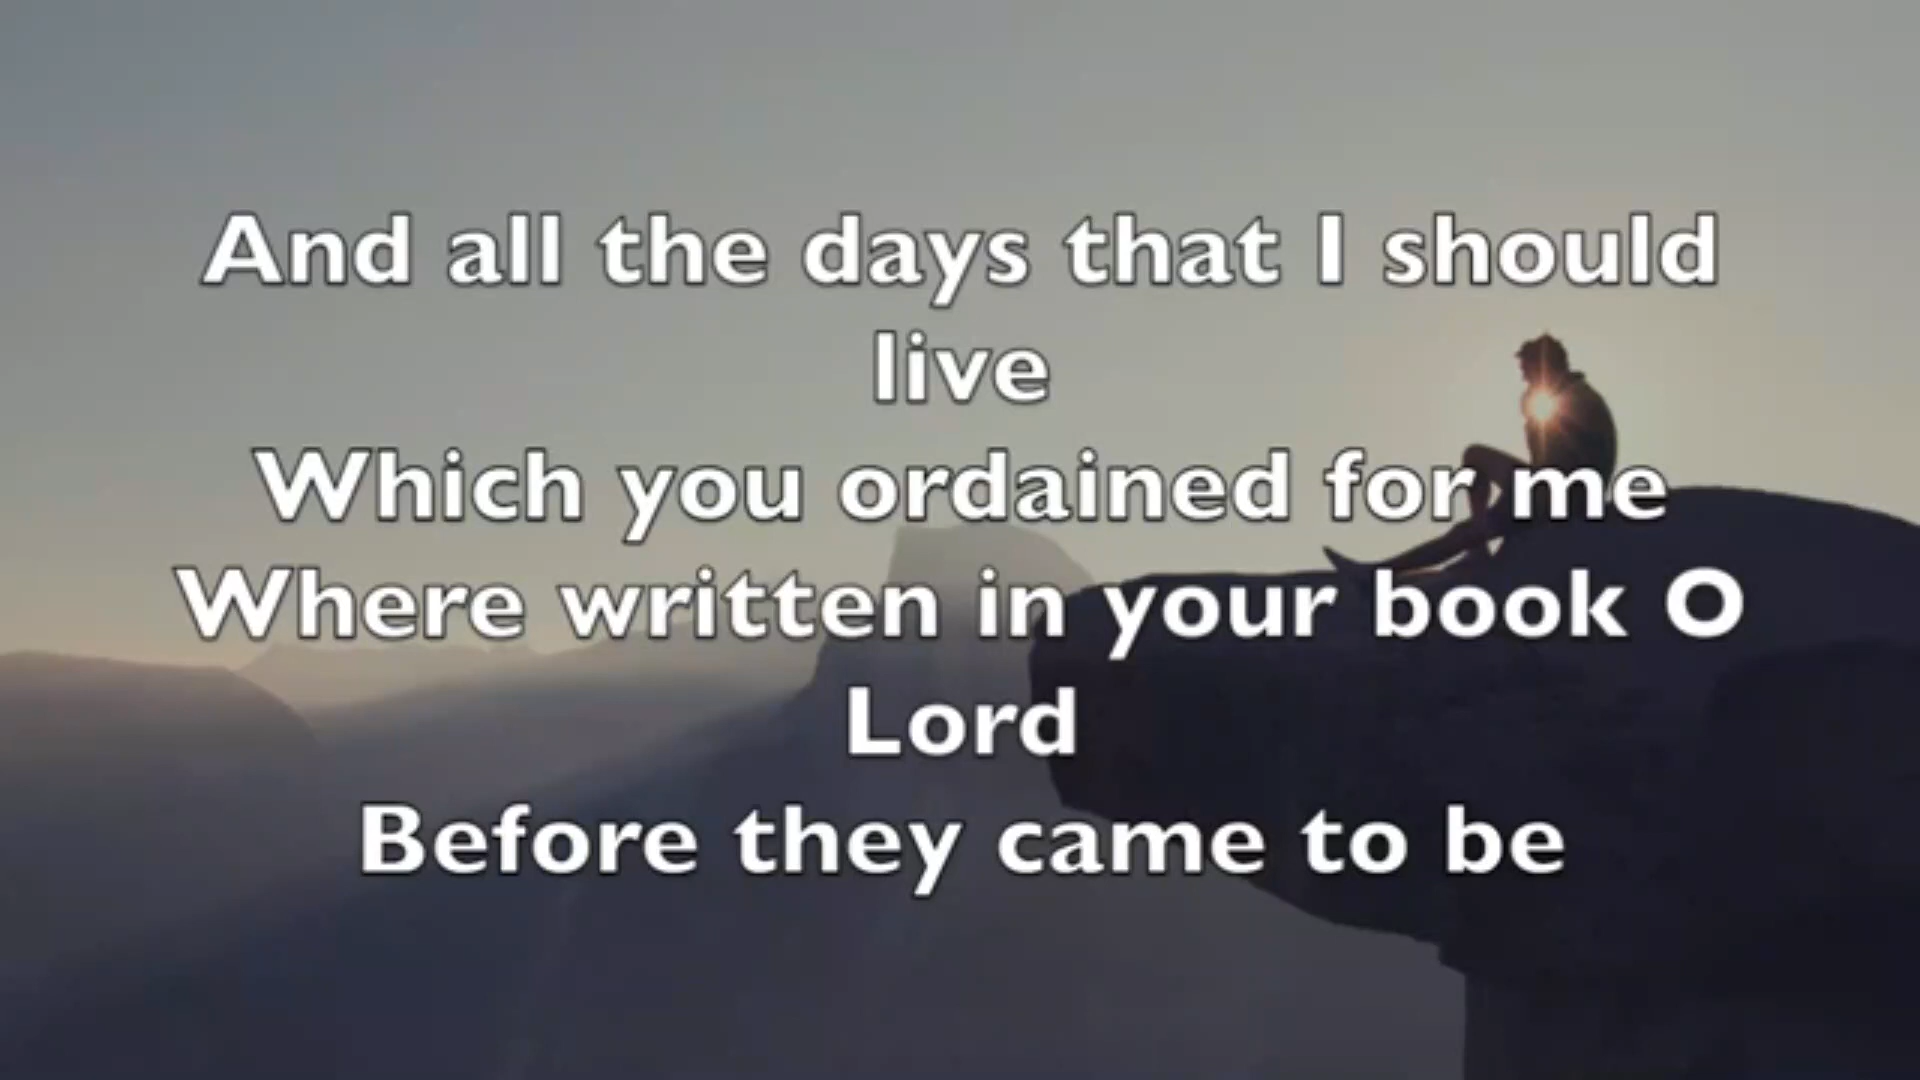 And all the days that I should
live
Which you ordained for me
Where written in your book O
Lord
Before they came to be